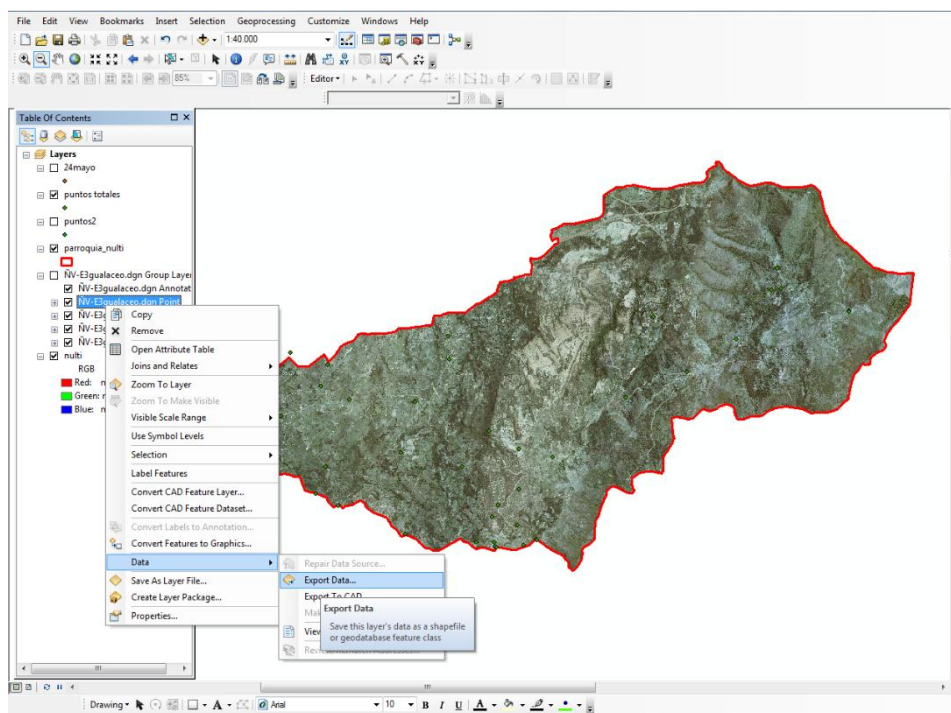 File Edit View Bookmarks Insert Selection Geoprocessing Customize Windows Help
1:40.000
85%
Editor
Table Of Contents
Layers
24mayo
puntos totales
puntos2
parroquia_nulti
ÑV-E3gualaceo.dgn Group Layer
ÑV-E3gualaceo.dgn Annotat
ÑV-E3gualaceo.dgn Point
ÑV-E3g
ÑV-E3g
ÑV-E3g
nulti
RGB
Red: n
Green: n
Blue: n
Copy
Remove
Open Attribute Table
Joins and Relates
Zoom To Layer
Zoom To Make Visible
Visible Scale Range
Use Symbol Levels
Selection
Label Features
Convert CAD Feature Layer...
Convert CAD Feature Dataset...
Convert Labels to Annotation...
Convert Features to Graphics...
Data
Save As Layer File...
Create Layer Package...
Properties...
Repair Data Source...
Export Data...
Export To CAD
Mak
View
Export Data
Save this layer's data as a shapefile
or geodatabase feature class
Drawing A Arial 10 B I U A